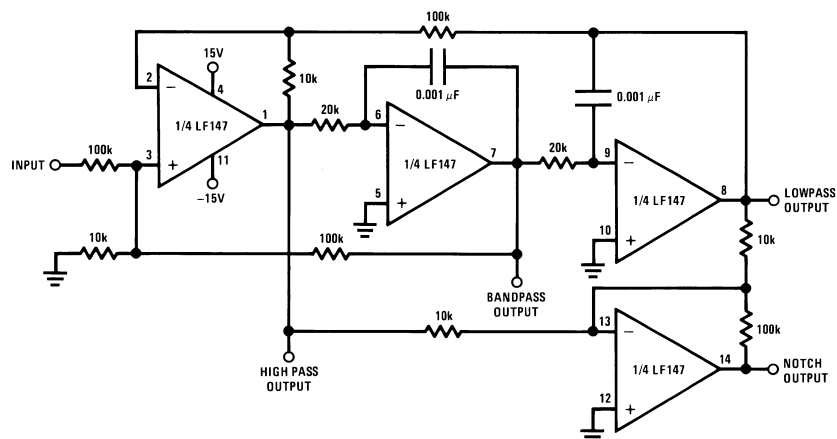 100k
15V
2
−
4
10k
0.001 μF
0.001 μF
1/4 LF147
1
20k
6
−
100k
3
+
11
1/4 LF147
7
20k
9
−
INPUT
−15V
5
+
1/4 LF147
8
LOWPASS
OUTPUT
10k
100k
10
+
10k
BANDPASS
OUTPUT
10k
13
−
100k
HIGH PASS
OUTPUT
1/4 LF147
14
NOTCH
OUTPUT
12
+